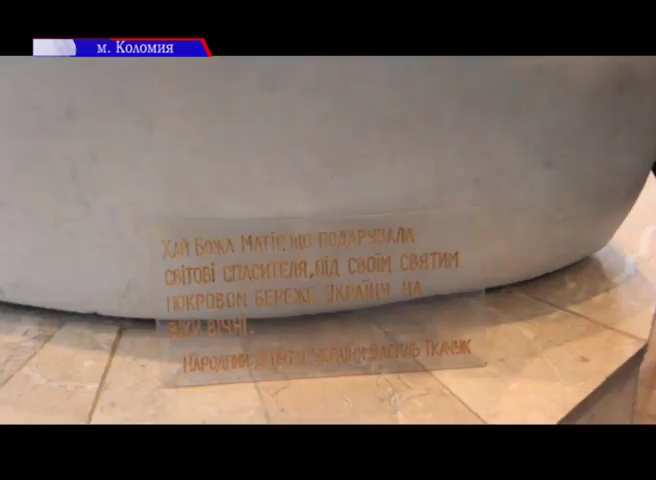 м. Коломия
Хай Божа Матір, що подарувала
світові спасителя, під своїм святим
покровом береже Україну на
віки вічні.
Народний депутат України Василь Ткачук